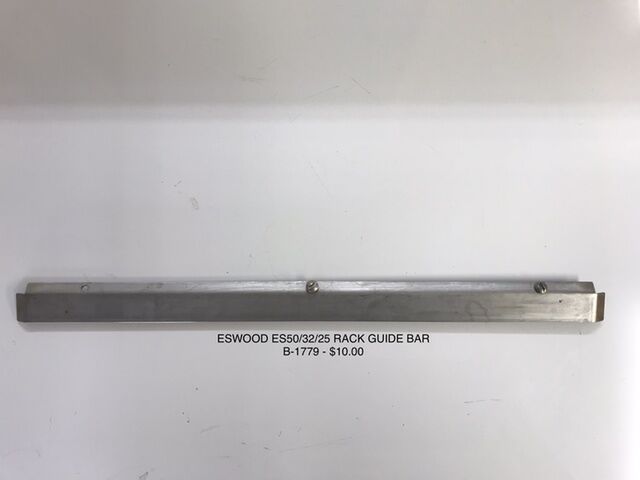 ESWOOD ES50/32/25 RACK GUIDE BAR
B-1779 - $10.00